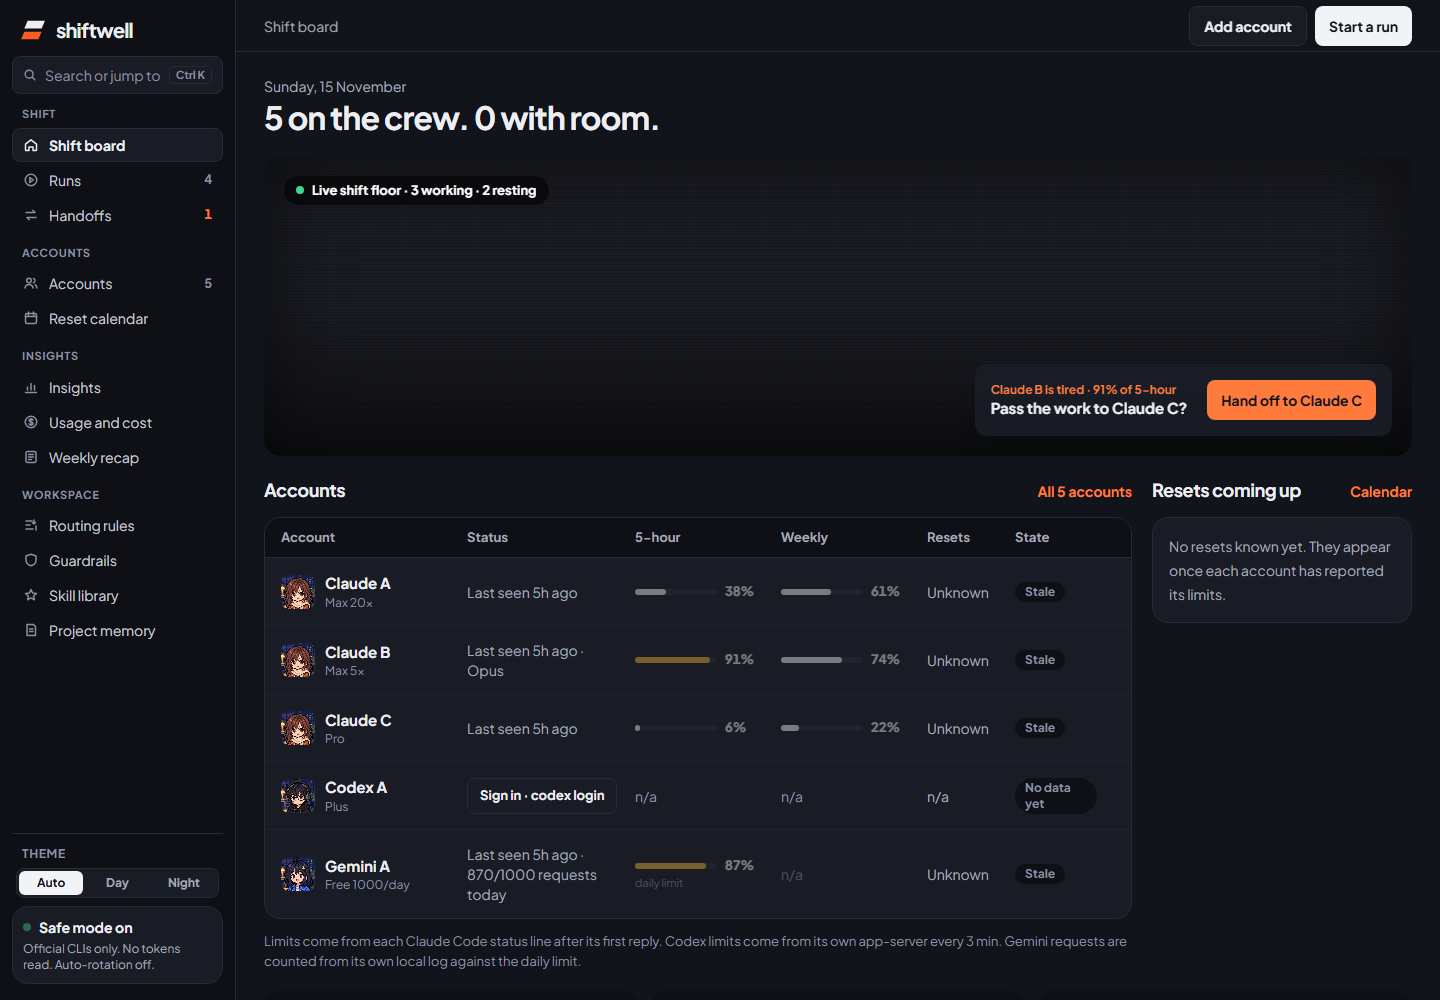 shiftwell
Search or jump to
Ctrl K
SHIFT
Shift board
Runs 4
Handoffs 1
ACCOUNTS
Accounts 5
Reset calendar
INSIGHTS
Insights
Usage and cost
Weekly recap
WORKSPACE
Routing rules
Guardrails
Skill library
Project memory
THEME
Auto Day Night
Safe mode on
Official CLIs only. No tokens
read. Auto-rotation off.
Shift board
Add account
Start a run
Sunday, 15 November
5 on the crew. 0 with room.
Live shift floor · 3 working · 2 resting
Claude B is tired · 91% of 5-hour
Pass the work to Claude C?
Hand off to Claude C
Accounts
All 5 accounts
Account Status 5-hour Weekly Resets State
Claude A
Max 20×
Last seen 5h ago
38% 61% Unknown Stale
Claude B
Max 5×
Last seen 5h ago ·
Opus
91% 74% Unknown Stale
Claude C
Pro
Last seen 5h ago
6% 22% Unknown Stale
Codex A
Plus
Sign in · codex login
n/a n/a n/a
No data
yet
Gemini A
Free 1000/day
Last seen 5h ago ·
870/1000 requests
today
87%
daily limit
n/a Unknown Stale
Limits come from each Claude Code status line after its first reply. Codex limits come from its own app-server every 3 min. Gemini requests are
counted from its own local log against the daily limit.
Resets coming up
Calendar
No resets known yet. They appear
once each account has reported
its limits.